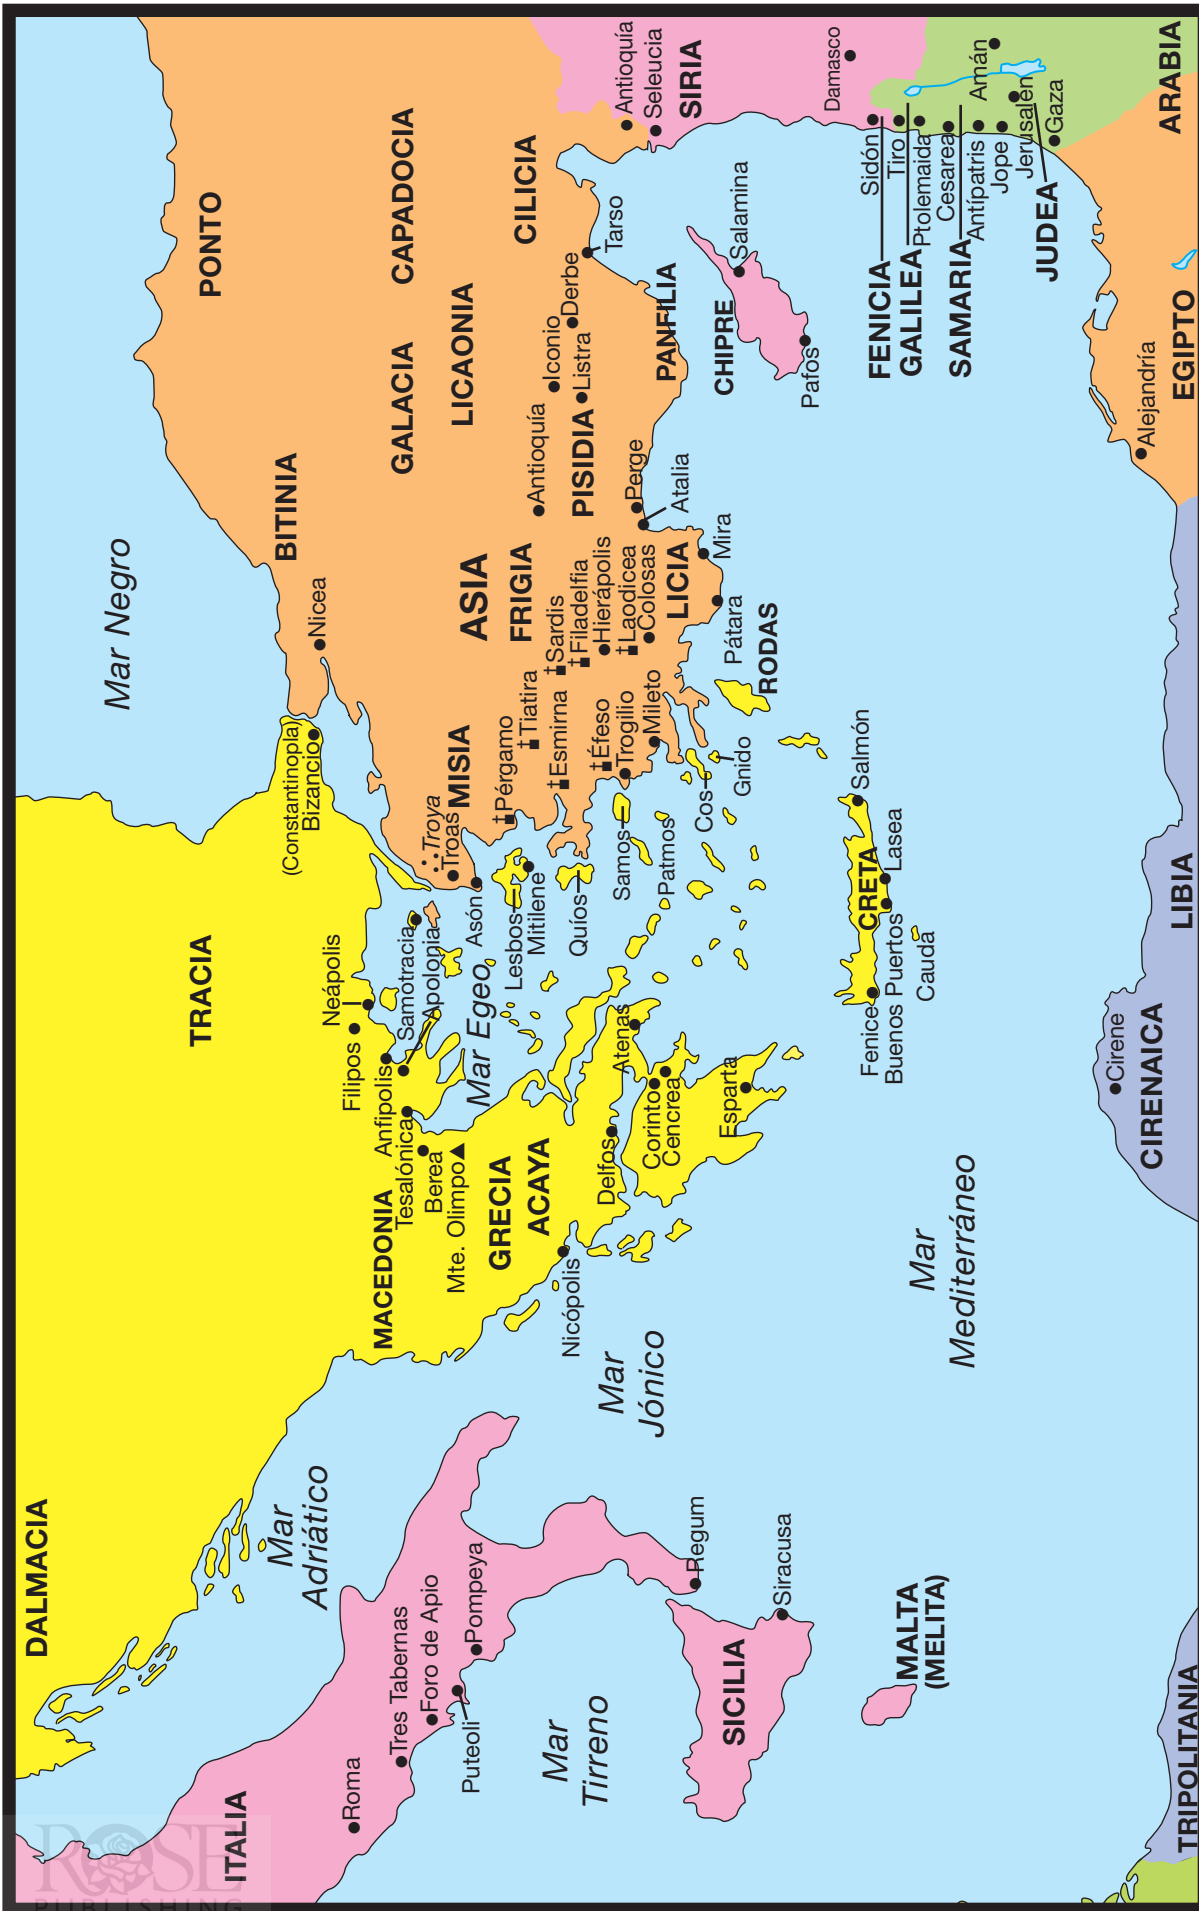 DALMACIA
TRACIA
Mar Negro
BITINIA
PONTO
ITALIA
Mar
Adriático
MACEDONIA
Filipos
Neápolis
Anfípolis
Tesalónica
Samotracia
Apolonia
Berea
Mte. Olimpo
(Constantinopla)
Bizancio
Nicea
GALACIA
CAPADOCIA
Roma
Tres Tabernas
Foro de Apio
Puteoli
Pompeya
GRECIA
ACAYA
Mar Egeo
Troya
Troas
Asón
MISIA
ASIA
FRIGIA
LICAONIA
CILICIA
Lesbos
Mitilene
Pérgamo
Tiatira
Sardis
Esmirna
Filadelfia
Antioquía
Iconio
Derbe
Listra
PISIDIA
Tarso
Antioquía
Seleucia
SIRIA
Mar
Tirreno
Mar
Jónico
Nicópolis
Delfos
Atenas
Corinto
Cencrea
Esparta
Quíos
Samos
Éfeso
Trogilio
Mileto
Hierápolis
Laodicea
Colosas
Perge
Atalia
LICIA
PANFILIA
Patmos
Cos
Gnido
Pátara
Mira
RODAS
CHIPRE
Salamina
Pafos
Damasco
Regum
SICILIA
Siracusa
MALTA
(MELITA)
Mar
Mediterráneo
Fenice
CRETA
Salmón
Buenos Puertos
Lasea
Cauda
FENICIA
Sidón
GALILEA
Tiro
Ptolemaida
SAMARIA
Cesarea
Antípatris
Amán
Jope
Jerusalén
JUDEA
Gaza
ARABIA
TRIPOLITANIA
CIRENAICA
Cirene
LIBIA
Alejandría
EGIPTO
ROSE
PUBLISHING